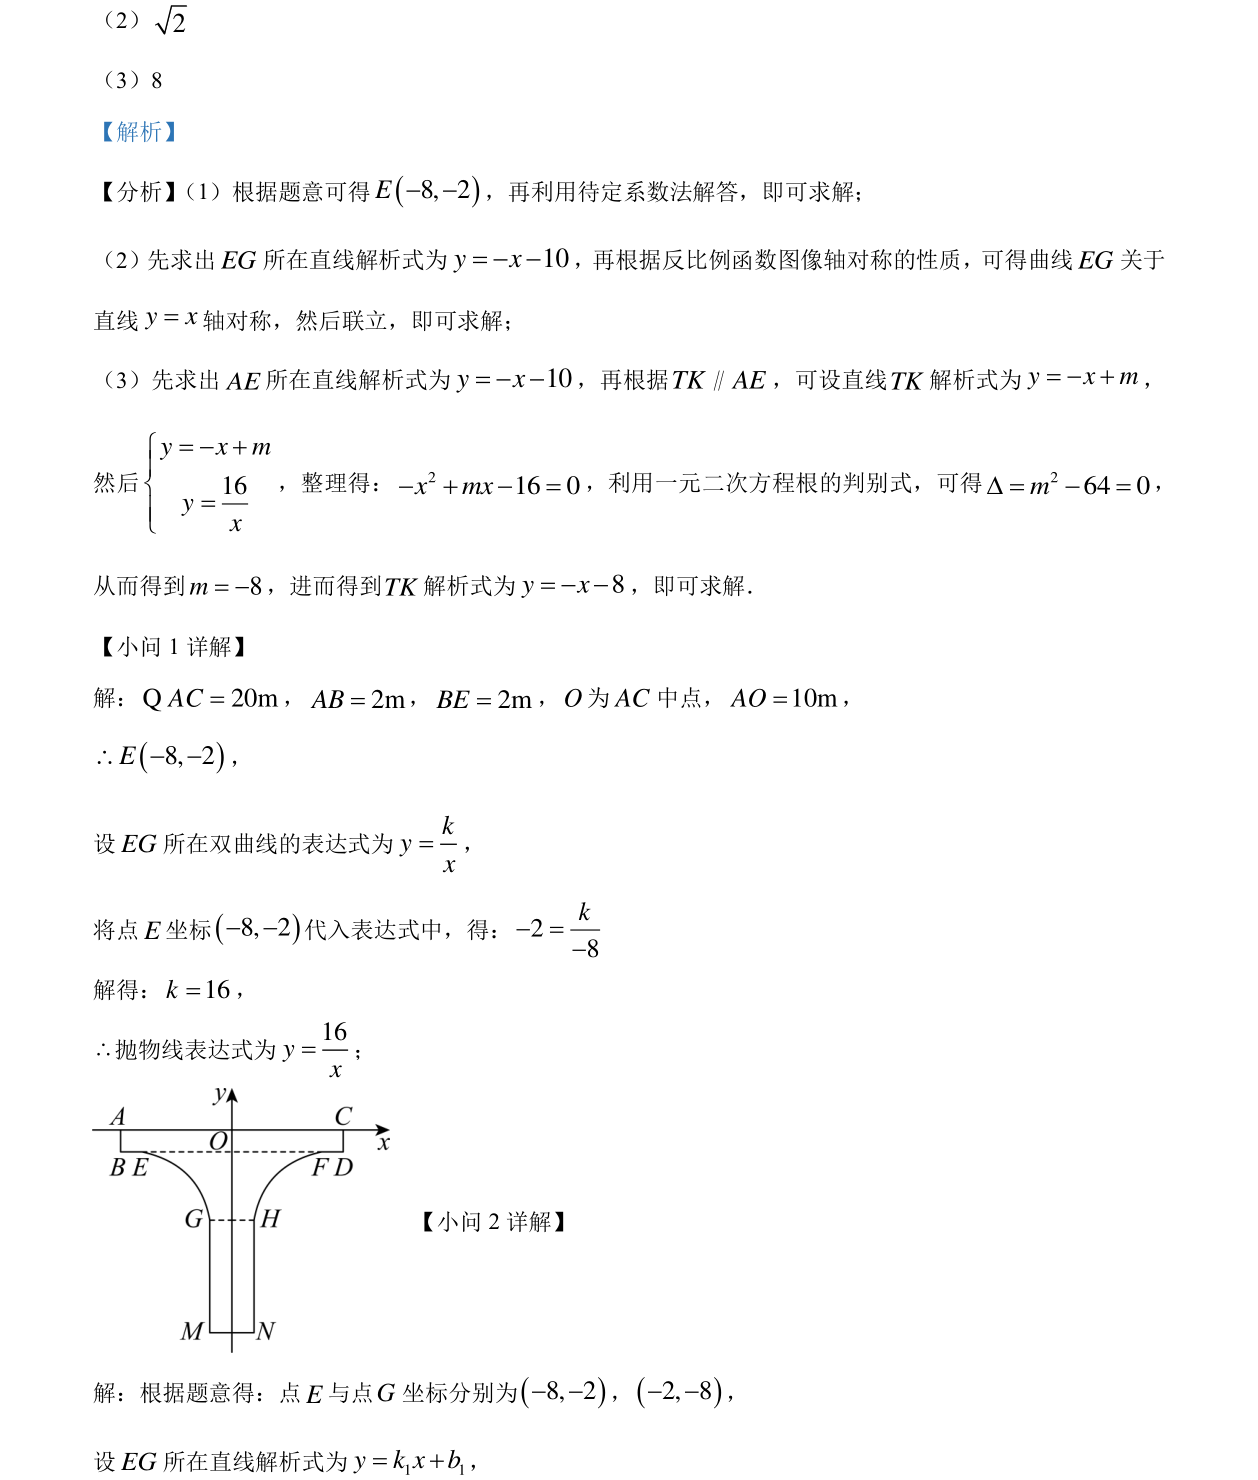 （2）√2
（3）8
【解析】
【分析】（1）根据题意可得E(−8,−2)，再利用待定系数法解答，即可求解；
（2）先求出EG所在直线解析式为y=−x−10，再根据反比例函数图像轴对称的性质，可得曲线EG关于
直线y=x轴对称，然后联立，即可求解；
（3）先求出AE所在直线解析式为y=−x−10，再根据TK∥AE，可设直线TK解析式为y=−x+m，
然后{y=−x+m, y=16/x，整理得：−x²+mx−16=0，利用一元二次方程根的判别式，可得Δ=m²−64=0，
从而得到m=−8，进而得到TK解析式为y=−x−8，即可求解．
【小问1详解】
解：Q AC=20m，AB=2m，BE=2m，O为AC中点，AO=10m，
∴E(−8,−2)，
设EG所在双曲线的表达式为y=k/x，
将点E坐标(−8,−2)代入表达式中，得：−2=k/−8
解得：k=16，
∴抛物线表达式为y=16/x；
y
A C
O x
B E F D
G H
【小问2详解】
M N
解：根据题意得：点E与点G坐标分别为(−8,−2)，(−2,−8)，
设EG所在直线解析式为y=k₁x+b₁，